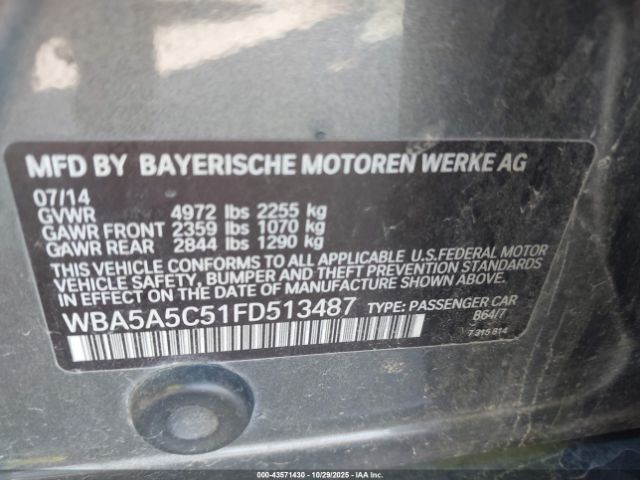 MFD BY BAYERISCHE MOTOREN WERKE AG
07/14
GVWR 4972 lbs 2255 kg
GAWR FRONT 2359 lbs 1070 kg
GAWR REAR 2844 lbs 1290 kg
THIS VEHICLE CONFORMS TO ALL APPLICABLE U.S.FEDERAL MOTOR
VEHICLE SAFETY, BUMPER AND THEFT PREVENTION STANDARDS
IN EFFECT ON THE DATE OF MANUFACTURE SHOWN ABOVE.
WBA5A5C51FD513487 TYPE: PASSENGER CAR
B64/7
7 315 814
00-43571430 - 10/29/2025 - IAA Inc.